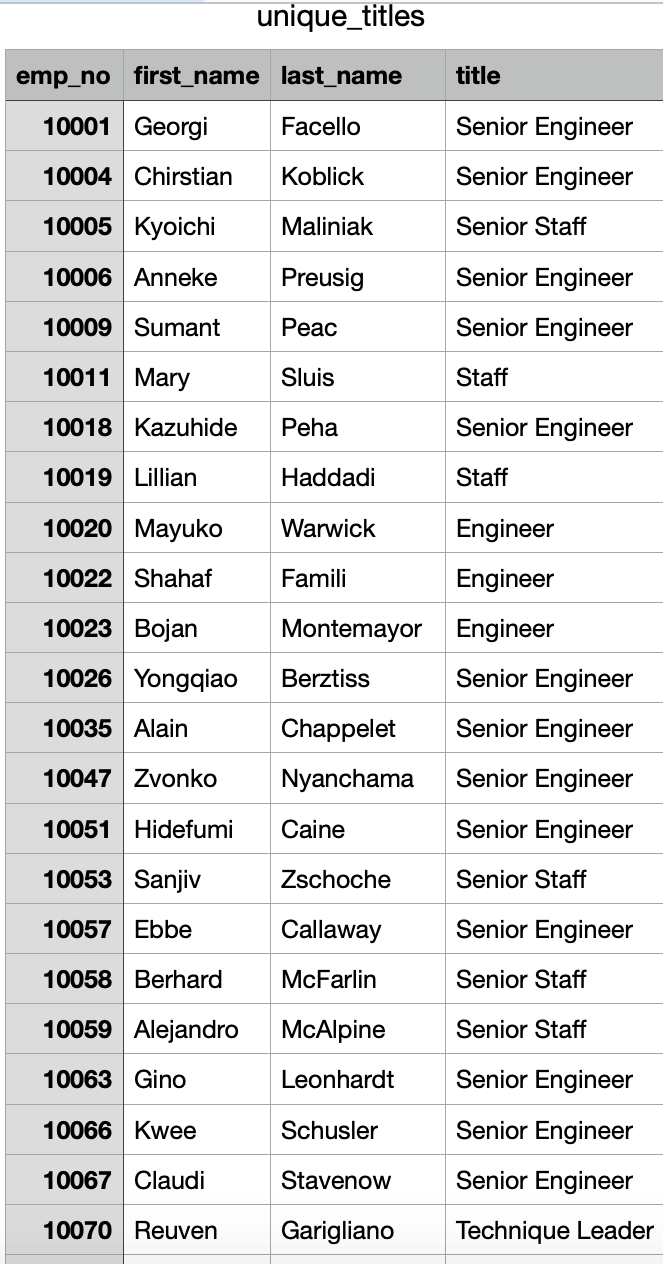 unique_titles
emp_no first_name last_name title
10001 Georgi Facello Senior Engineer
10004 Chirstian Koblick Senior Engineer
10005 Kyoichi Maliniak Senior Staff
10006 Anneke Preusig Senior Engineer
10009 Sumant Peac Senior Engineer
10011 Mary Sluis Staff
10018 Kazuhide Peha Senior Engineer
10019 Lillian Haddadi Staff
10020 Mayuko Warwick Engineer
10022 Shahaf Famili Engineer
10023 Bojan Montemayor Engineer
10026 Yongqiao Berztiss Senior Engineer
10035 Alain Chappelet Senior Engineer
10047 Zvonko Nyanchama Senior Engineer
10051 Hidefumi Caine Senior Engineer
10053 Sanjiv Zschoche Senior Staff
10057 Ebbe Callaway Senior Engineer
10058 Berhard McFarlin Senior Staff
10059 Alejandro McAlpine Senior Staff
10063 Gino Leonhardt Senior Engineer
10066 Kwee Schusler Senior Engineer
10067 Claudi Stavenow Senior Engineer
10070 Reuven Garigliano Technique Leader